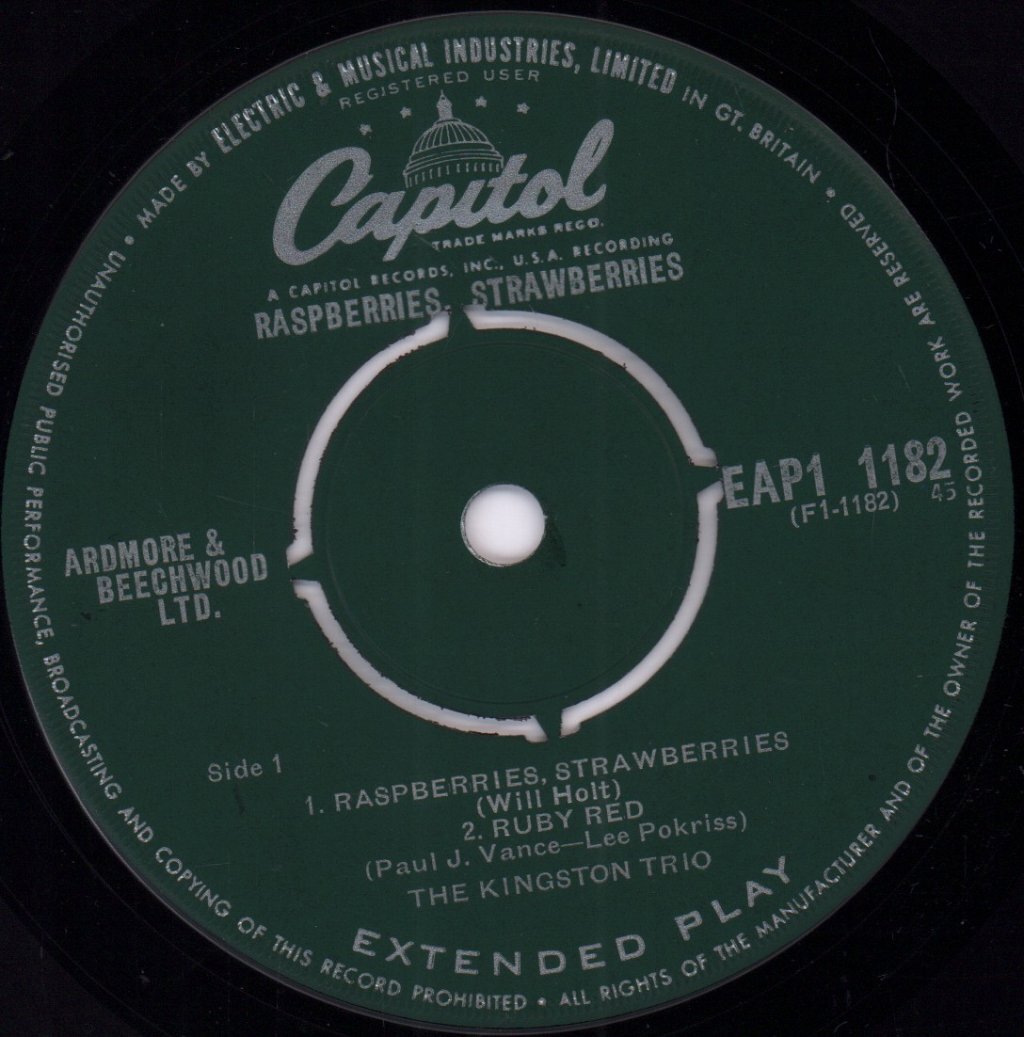 MADE BY ELECTRIC & MUSICAL INDUSTRIES, LIMITED IN GT. BRITAIN •
REGISTERED USER
Capitol
TRADE MARKS REGD.
A CAPITOL RECORDS, INC., U.S.A. RECORDING
RASPBERRIES, STRAWBERRIES
EAP1 1182
(F1-1182) 45
ARDMORE &
BEECHWOOD
LTD.
Side 1
1. RASPBERRIES, STRAWBERRIES
(Will Holt)
2. RUBY RED
(Paul J. Vance—Lee Pokriss)
THE KINGSTON TRIO
EXTENDED PLAY
ALL RIGHTS OF THE MANUFACTURER AND OF THE OWNER OF THE RECORDED WORK ARE RESERVED •
UNAUTHORISED PUBLIC PERFORMANCE, BROADCASTING AND COPYING OF THIS RECORD PROHIBITED •